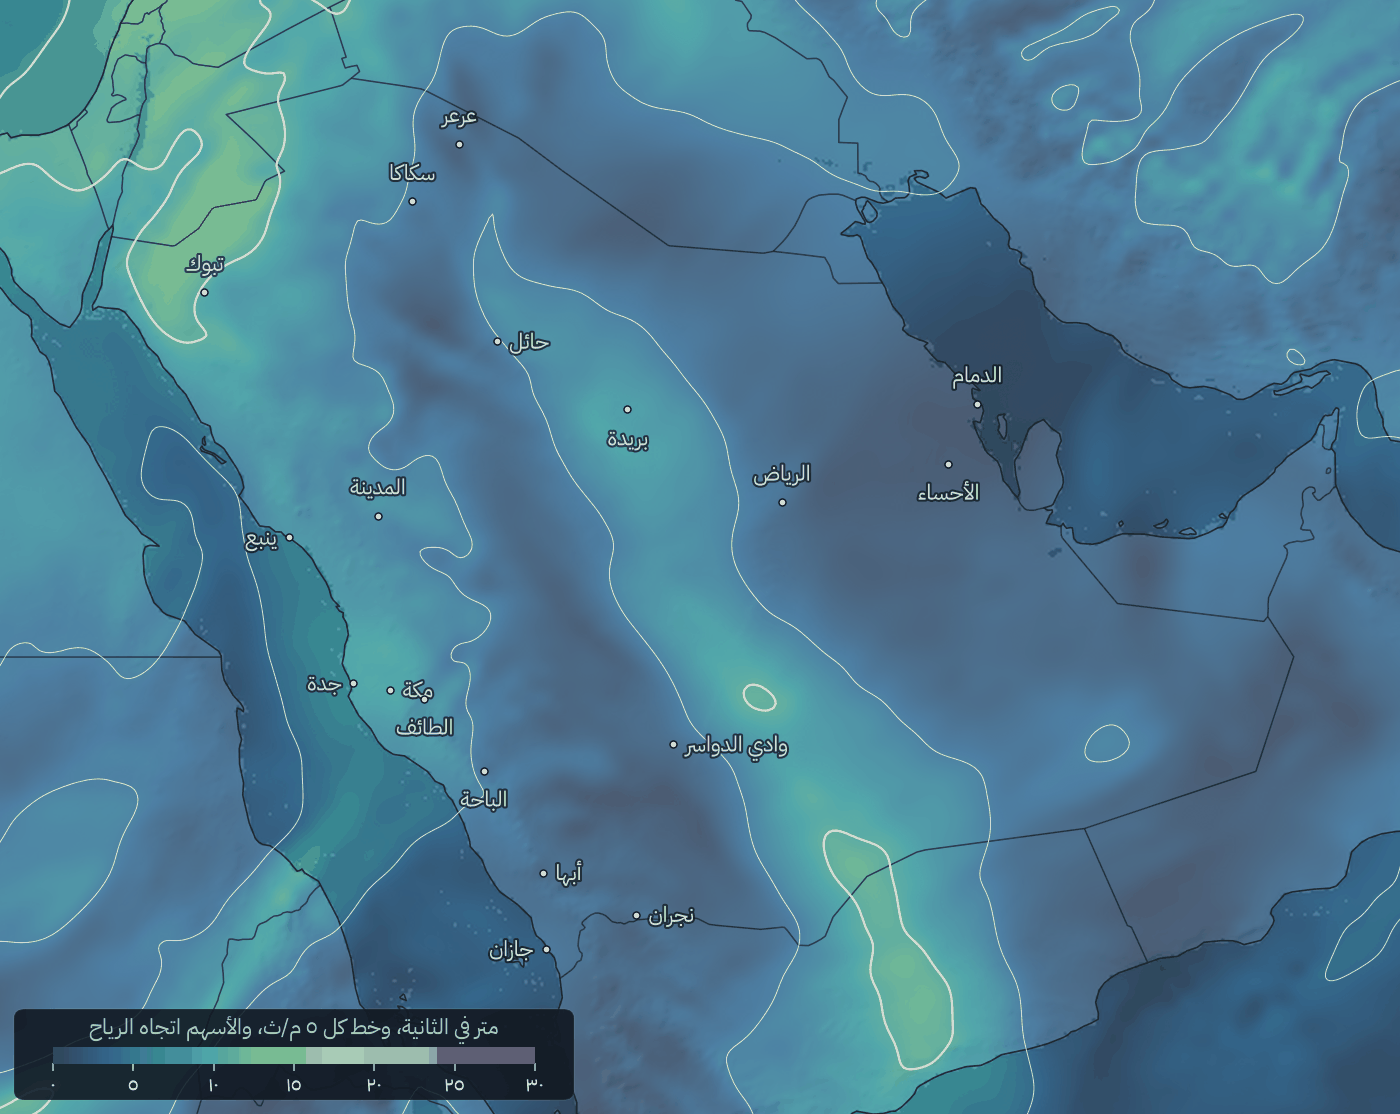 عرعر
سكاكا
تبوك
حائل
الدمام
بريدة
الرياض
المدينة
الأحساء
ينبع
جدة
مكة
الطائف
وادي الدواسر
الباحة
أبها
نجران
جازان
متر في الثانية، وخط كل ٥ م/ث، والأسهم اتجاه الرياح
٠ ٥ ١٠ ١٥ ٢٠ ٢٥ ٣٠